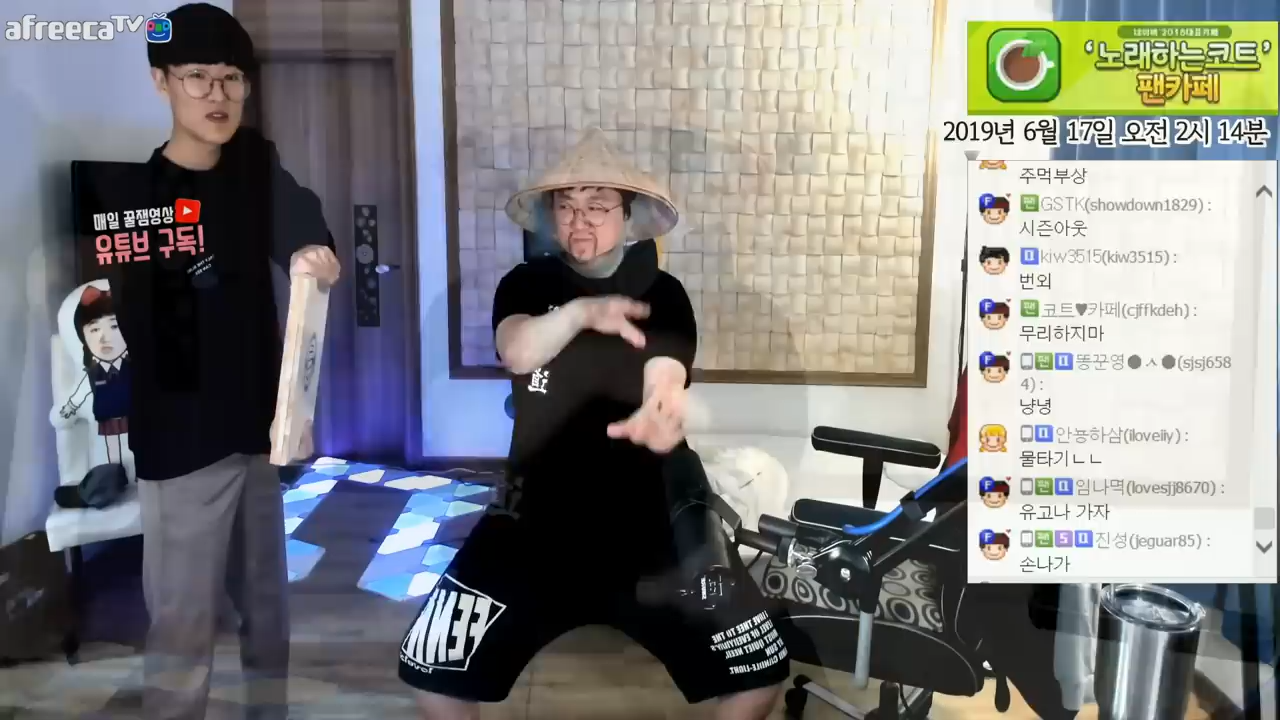 afreecaTV
네이버 2018대표카페
'노래하는코트'
팬카페
2019년 6월 17일 오전 2시 14분
매일 꿀잼영상
유튜브 구독!
주먹부상
팬 GSTK(showdown1829) :
시즌아웃
kiw3515(kiw3515) :
번외
팬 코트♥카페(cjffkdeh) :
무리하지마
팬 똥꾼영●ㅅ●(sjsj658
4) :
냥녕
안뇽하삼(iloveiiy) :
물타기ㄴㄴ
팬 임나멱(lovesjj8670) :
유고나 가자
팬 S 진성(jeguar85) :
손나가